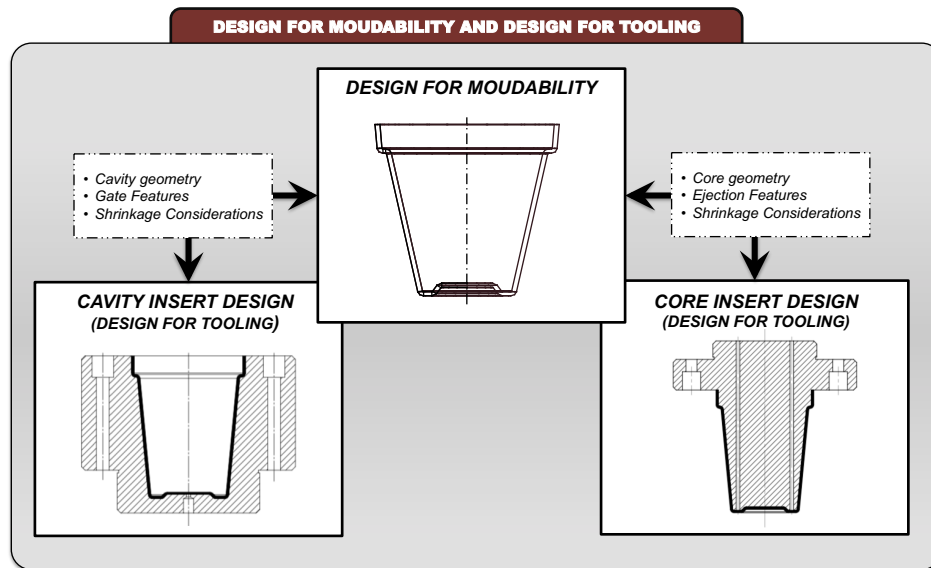 DESIGN FOR MOUDABILITY AND DESIGN FOR TOOLING
DESIGN FOR MOUDABILITY
• Cavity geometry
• Gate Features
• Shrinkage Considerations
• Core geometry
• Ejection Features
• Shrinkage Considerations
CAVITY INSERT DESIGN
(DESIGN FOR TOOLING)
CORE INSERT DESIGN
(DESIGN FOR TOOLING)